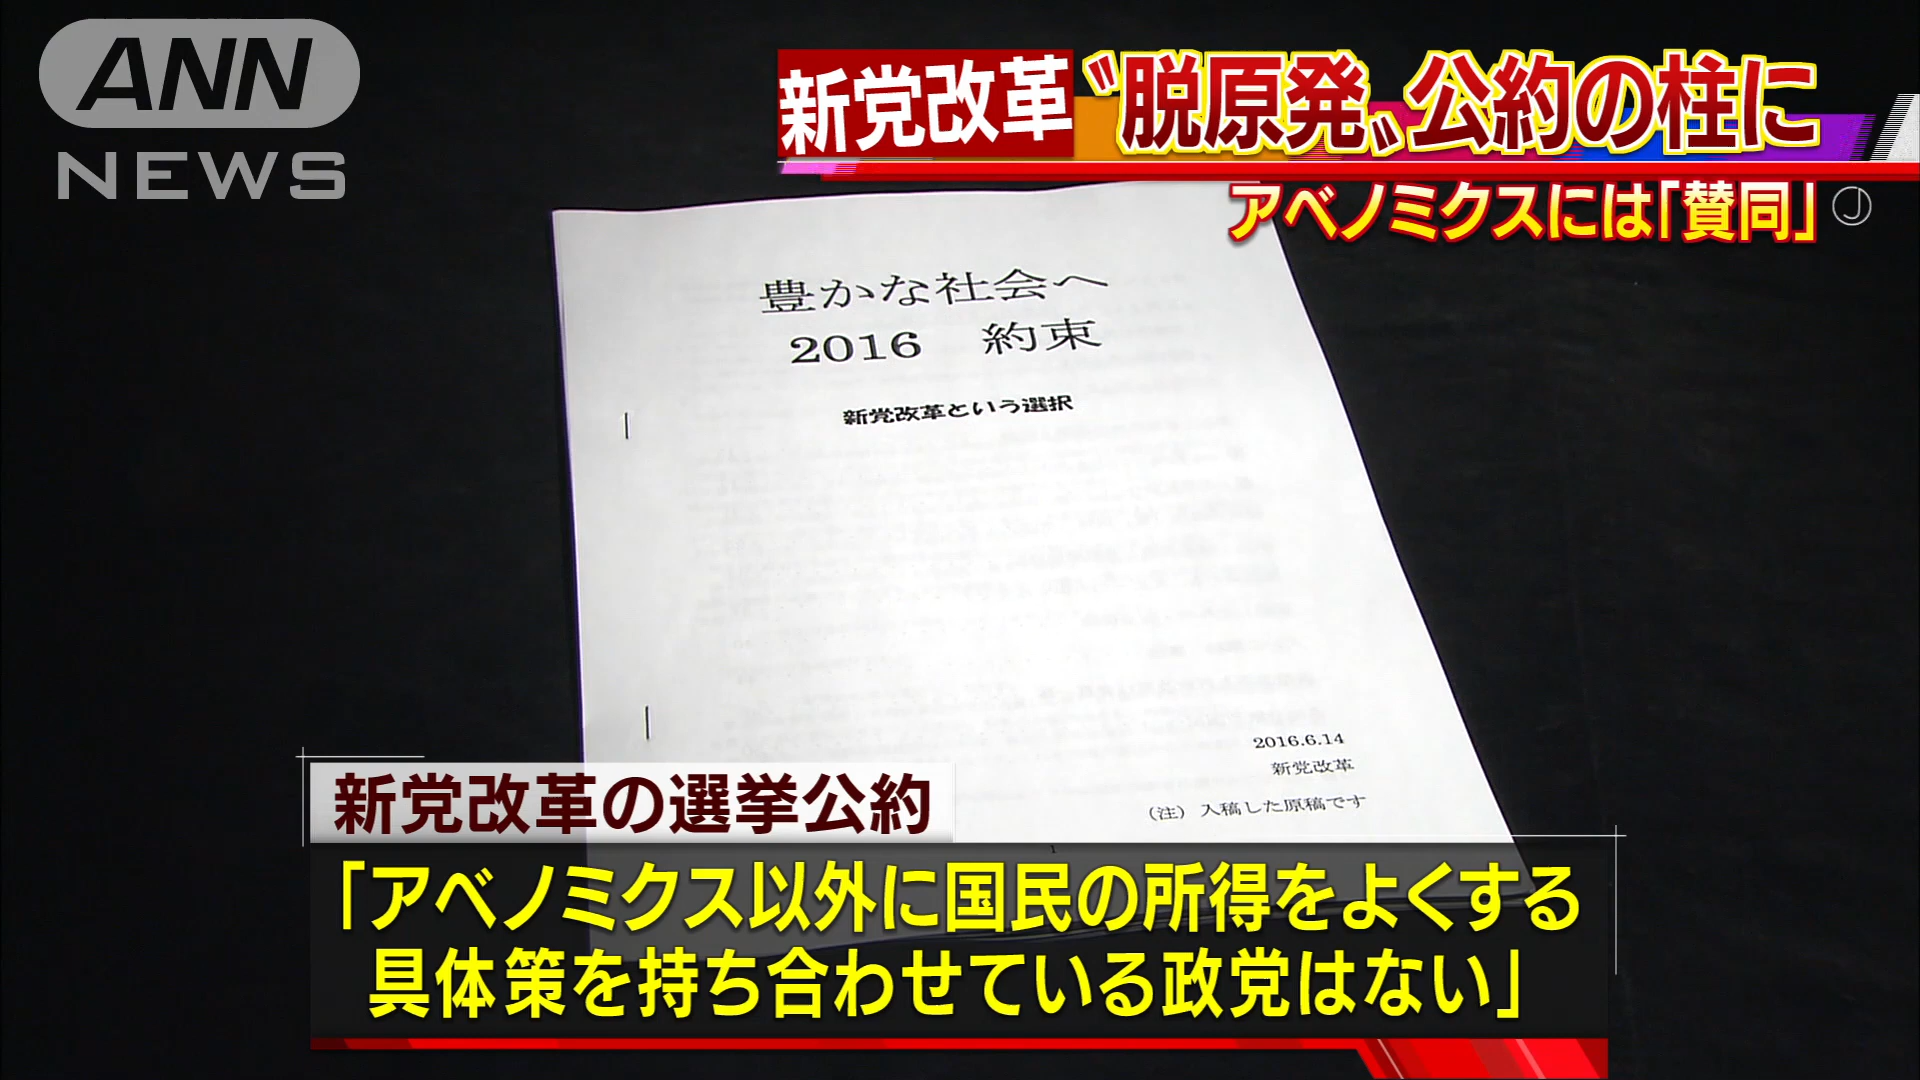 ANN
NEWS
新党改革〝脱原発〟公約の柱に
アベノミクスには「賛同」
J
豊かな社会へ
2016　約束
新党改革という選択
2016.6.14
新党改革
（注）入稿した原稿です
1
新党改革の選挙公約
「アベノミクス以外に国民の所得をよくする
具体策を持ち合わせている政党はない」